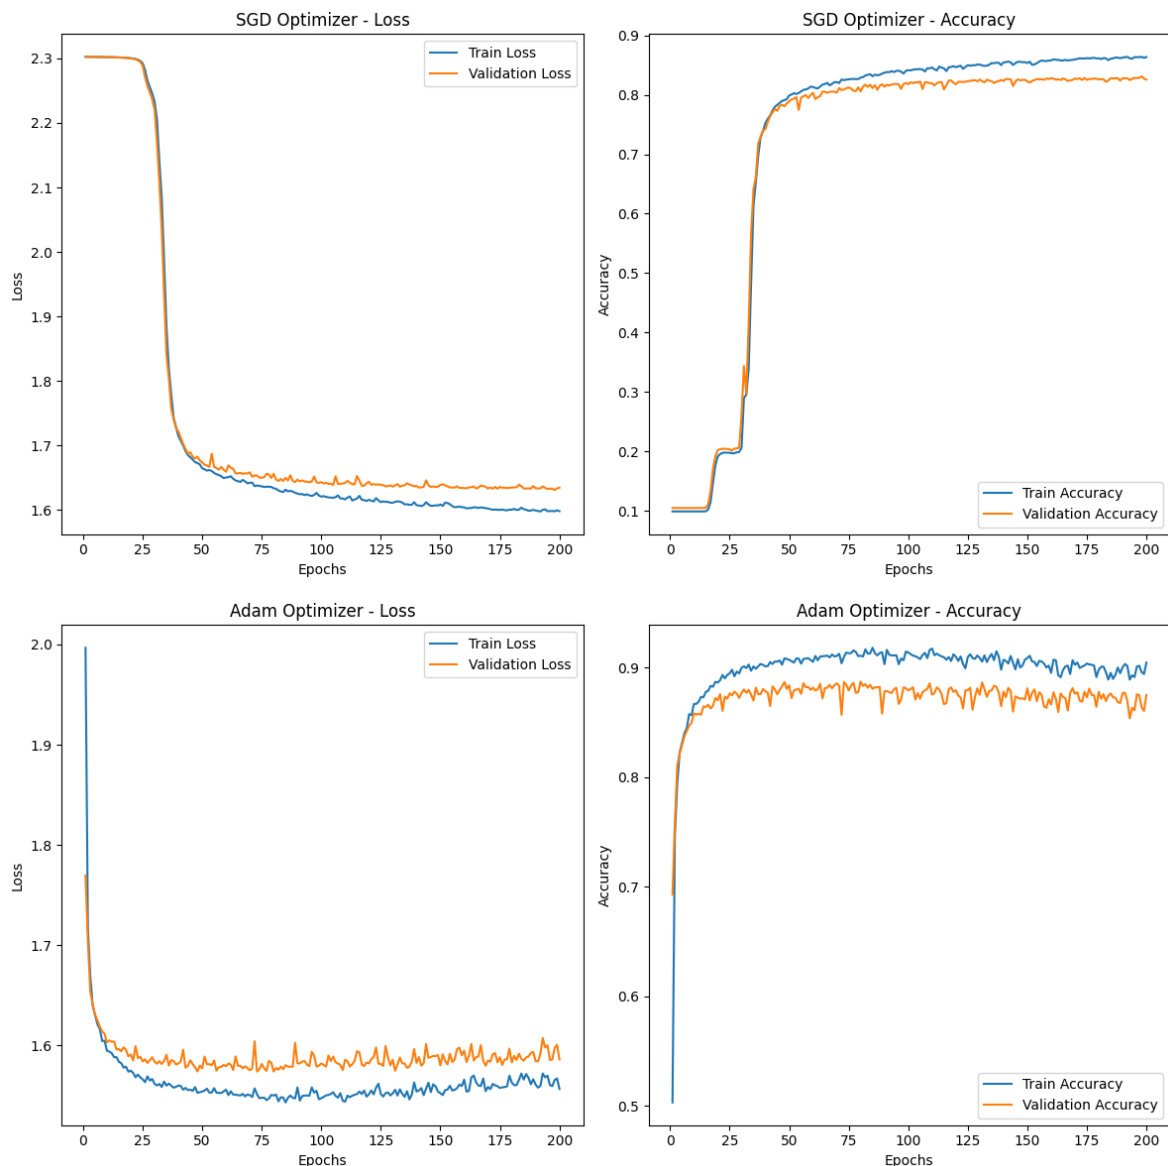 SGD Optimizer - Loss
2.3
2.2
2.1
2.0
1.9
1.8
1.7
1.6
Loss
0 25 50 75 100 125 150 175 200
Epochs
Train Loss
Validation Loss
SGD Optimizer - Accuracy
0.9
0.8
0.7
0.6
0.5
0.4
0.3
0.2
0.1
Accuracy
0 25 50 75 100 125 150 175 200
Epochs
Train Accuracy
Validation Accuracy
Adam Optimizer - Loss
2.0
1.9
1.8
1.7
1.6
Loss
0 25 50 75 100 125 150 175 200
Epochs
Train Loss
Validation Loss
Adam Optimizer - Accuracy
0.9
0.8
0.7
0.6
0.5
Accuracy
0 25 50 75 100 125 150 175 200
Epochs
Train Accuracy
Validation Accuracy